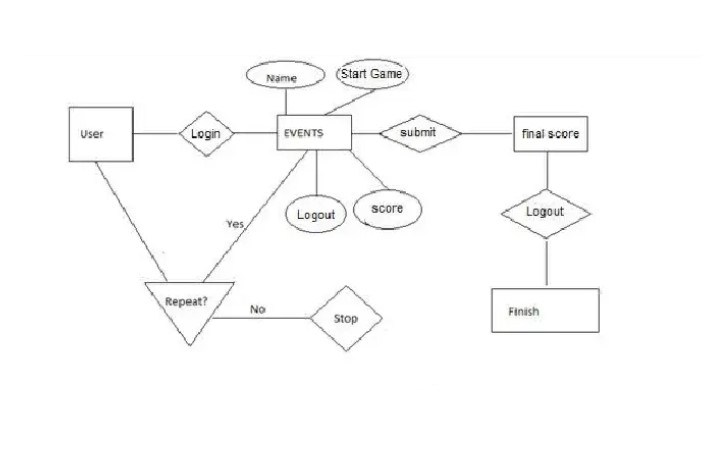 Name
Start Game
User
Login
EVENTS
submit
final score
Logout
score
Logout
Yes
Repeat?
No
Stop
Finish